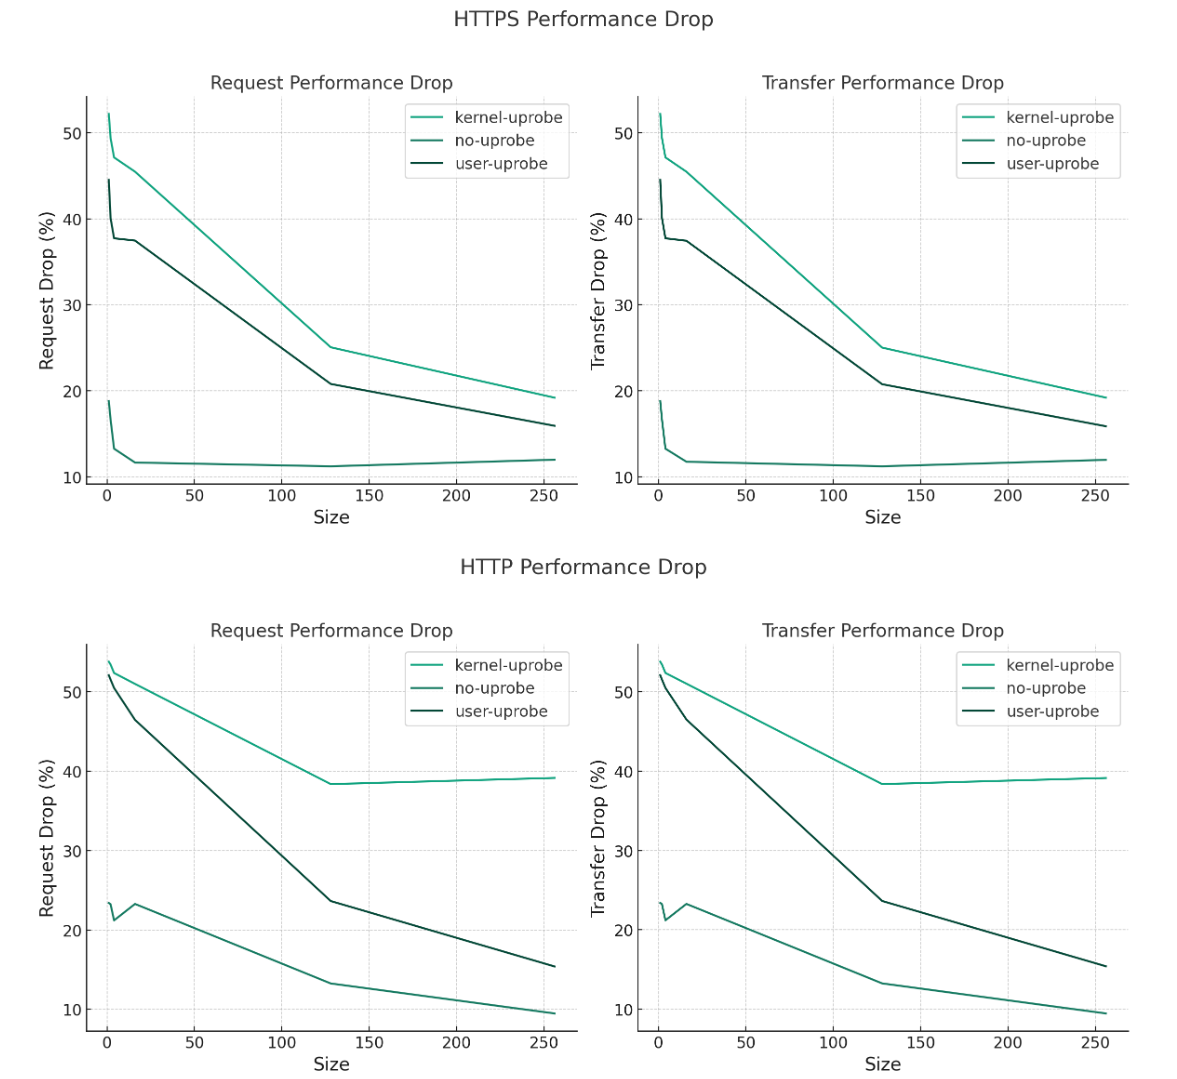 HTTPS Performance Drop
Request Performance Drop
Request Drop (%)
50
40
30
20
10
kernel-uprobe
no-uprobe
user-uprobe
0 50 100 150 200 250
Size
Transfer Performance Drop
Transfer Drop (%)
50
40
30
20
10
kernel-uprobe
no-uprobe
user-uprobe
0 50 100 150 200 250
Size
HTTP Performance Drop
Request Performance Drop
Request Drop (%)
50
40
30
20
10
kernel-uprobe
no-uprobe
user-uprobe
0 50 100 150 200 250
Size
Transfer Performance Drop
Transfer Drop (%)
50
40
30
20
10
kernel-uprobe
no-uprobe
user-uprobe
0 50 100 150 200 250
Size